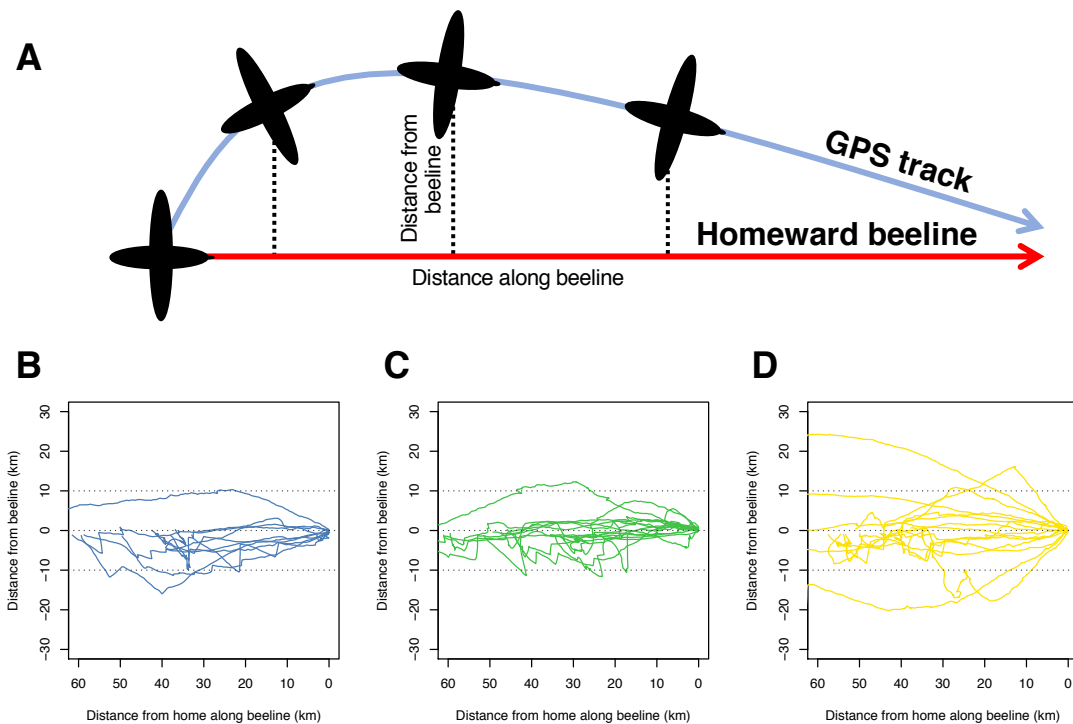 A
GPS track
Distance from
beeline
Homeward beeline
Distance along beeline
B
C
D
Distance from beeline (km)
30
20
10
0
−10
−20
−30
60
50
40
30
20
10
0
Distance from home along beeline (km)
Distance from beeline (km)
30
20
10
0
−10
−20
−30
60
50
40
30
20
10
0
Distance from home along beeline (km)
Distance from beeline (km)
30
20
10
0
−10
−20
−30
60
50
40
30
20
10
0
Distance from home along beeline (km)